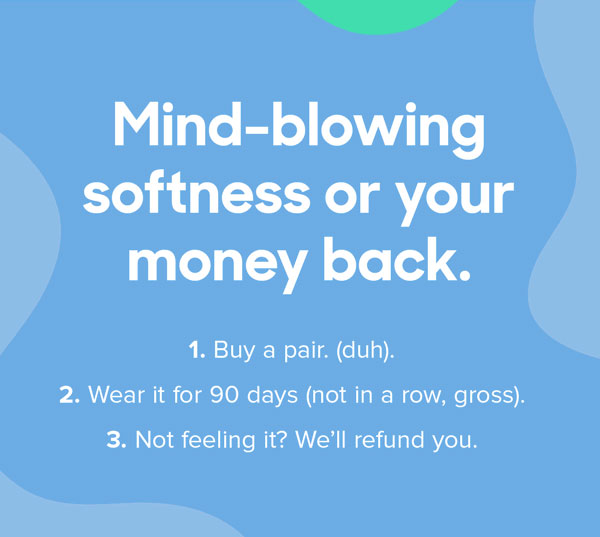 Mind-blowing
softness or your
money back.
1. Buy a pair. (duh).
2. Wear it for 90 days (not in a row, gross).
3. Not feeling it? We’ll refund you.